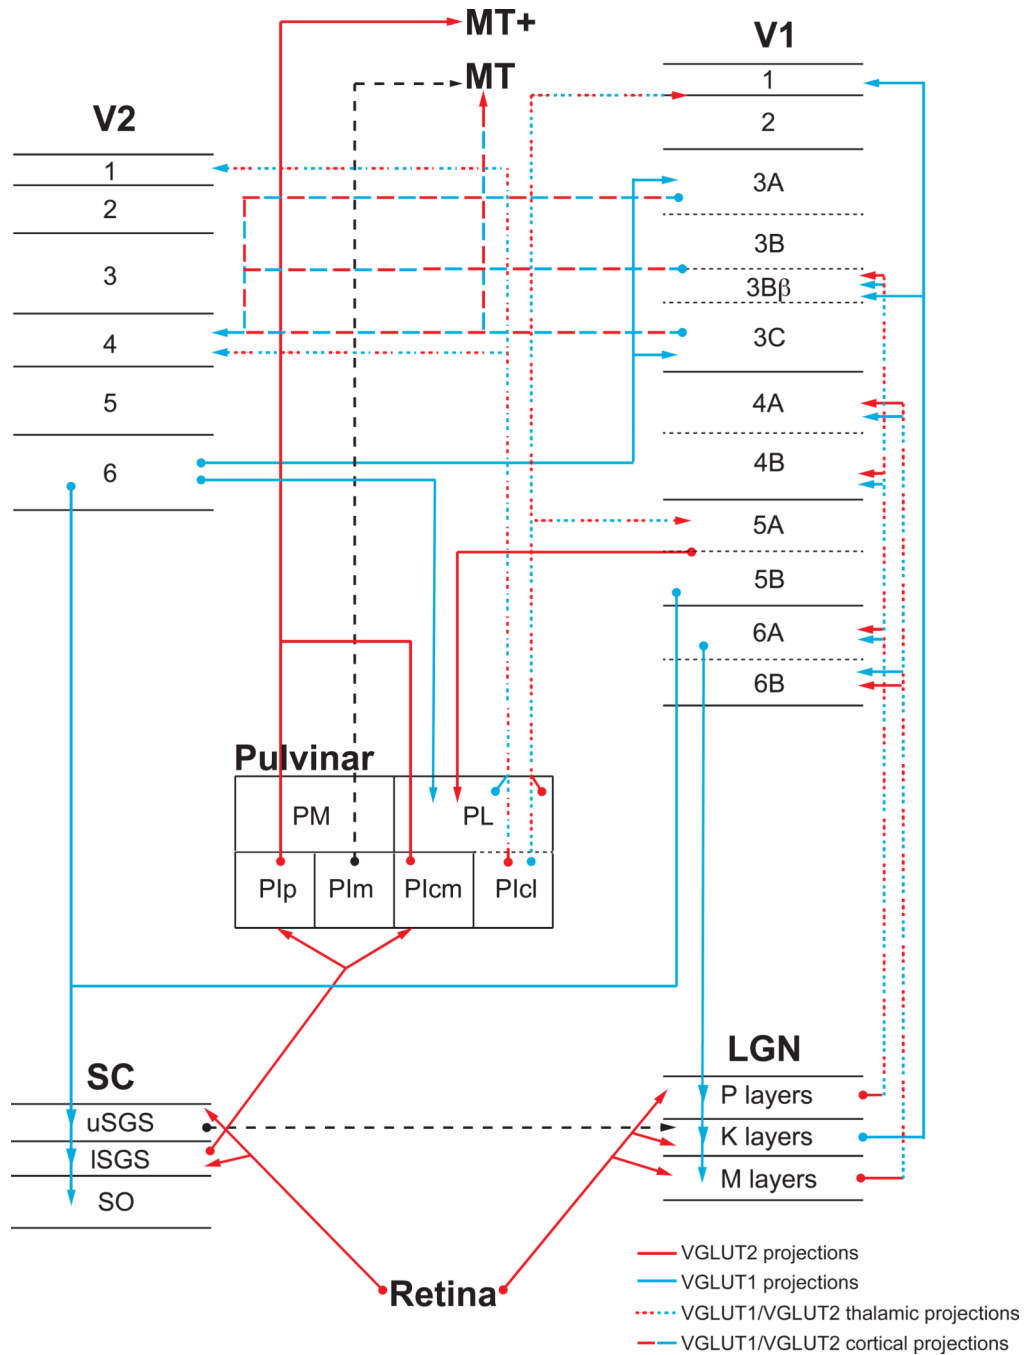 MT+
V1
MT
1
V2
2
1
3A
2
3B
3
3Bβ
4
3C
5
4A
6
4B
5A
5B
6A
6B
Pulvinar
PM
PL
PIp
PIm
PIcm
PIcl
SC
LGN
uSGS
P layers
lSGS
K layers
SO
M layers
Retina
VGLUT2 projections
VGLUT1 projections
VGLUT1/VGLUT2 thalamic projections
VGLUT1/VGLUT2 cortical projections